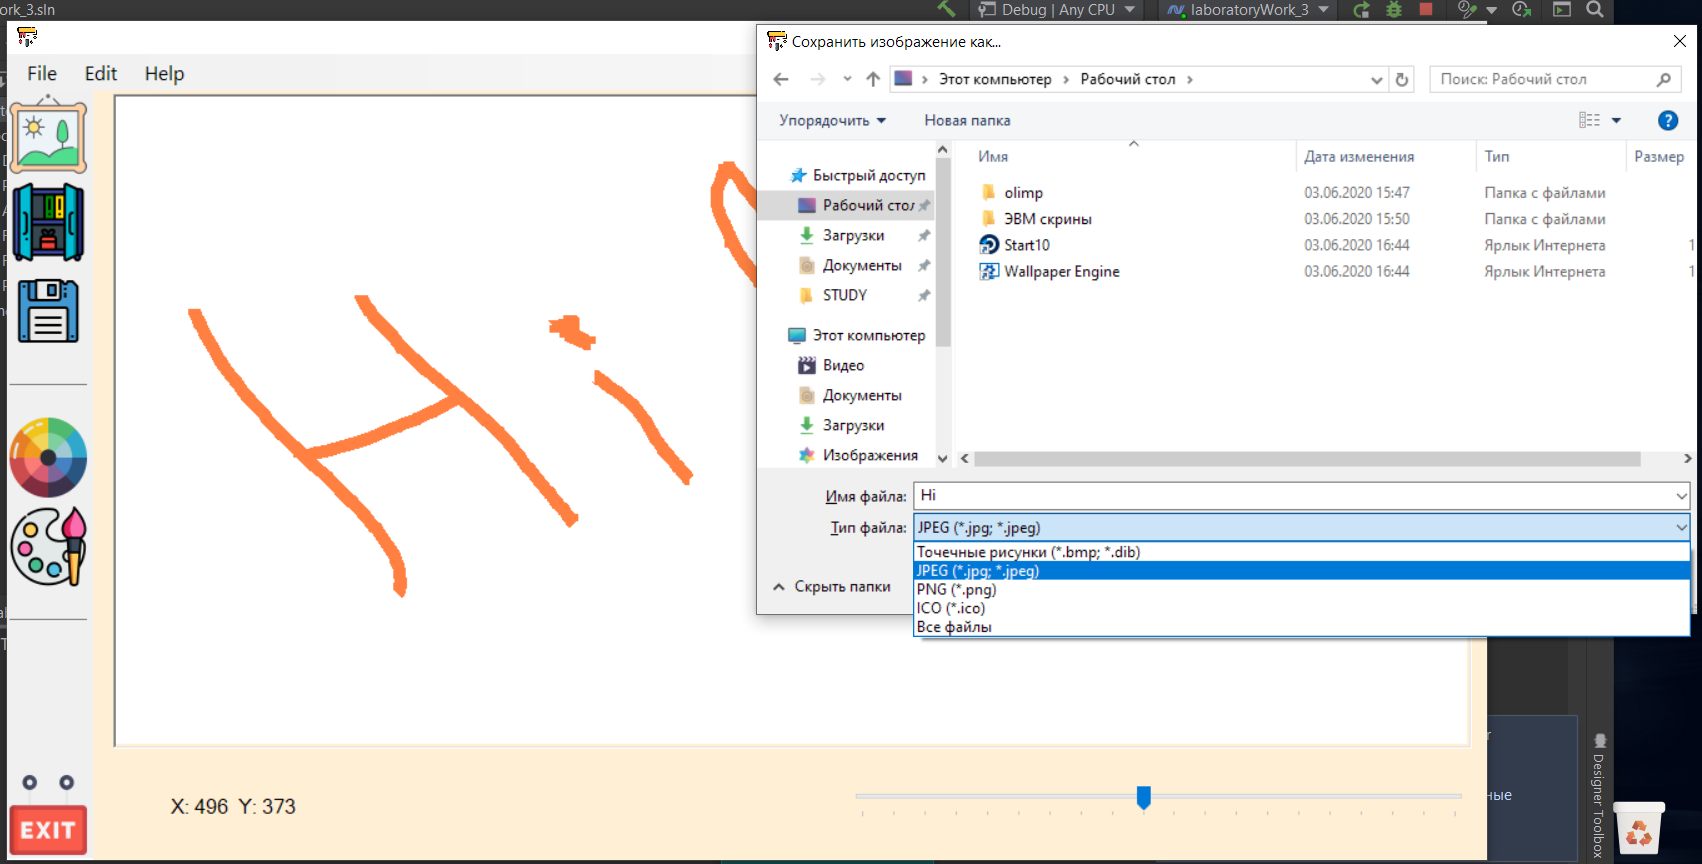 ork_3.sln
Debug | Any CPU
laboratoryWork_3
File Edit Help
Hi
EXIT
X: 496 Y: 373
Сохранить изображение как...
Этот компьютер › Рабочий стол ›
Поиск: Рабочий стол
Упорядочить
Новая папка
?
Быстрый доступ
Рабочий стол
Загрузки
Документы
STUDY
Этот компьютер
Видео
Документы
Загрузки
Изображения
Имя Дата изменения Тип Размер
olimp 03.06.2020 15:47 Папка с файлами
ЭВМ скрины 03.06.2020 15:50 Папка с файлами
Start10 03.06.2020 16:44 Ярлык Интернета 1
Wallpaper Engine 03.06.2020 16:44 Ярлык Интернета 1
Имя файла: Hi
Тип файла: JPEG (*.jpg; *.jpeg)
Точечные рисунки (*.bmp; *.dib)
JPEG (*.jpg; *.jpeg)
PNG (*.png)
ICO (*.ico)
Все файлы
Скрыть папки
ные
Designer Toolbox